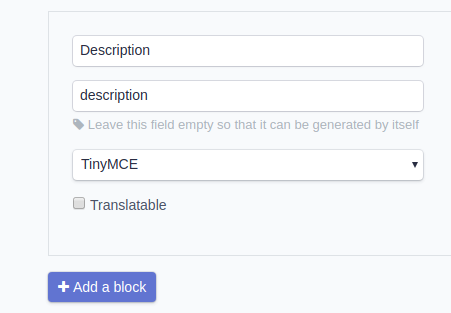 Description
description
Leave this field empty so that it can be generated by itself
TinyMCE
Translatable
Add a block